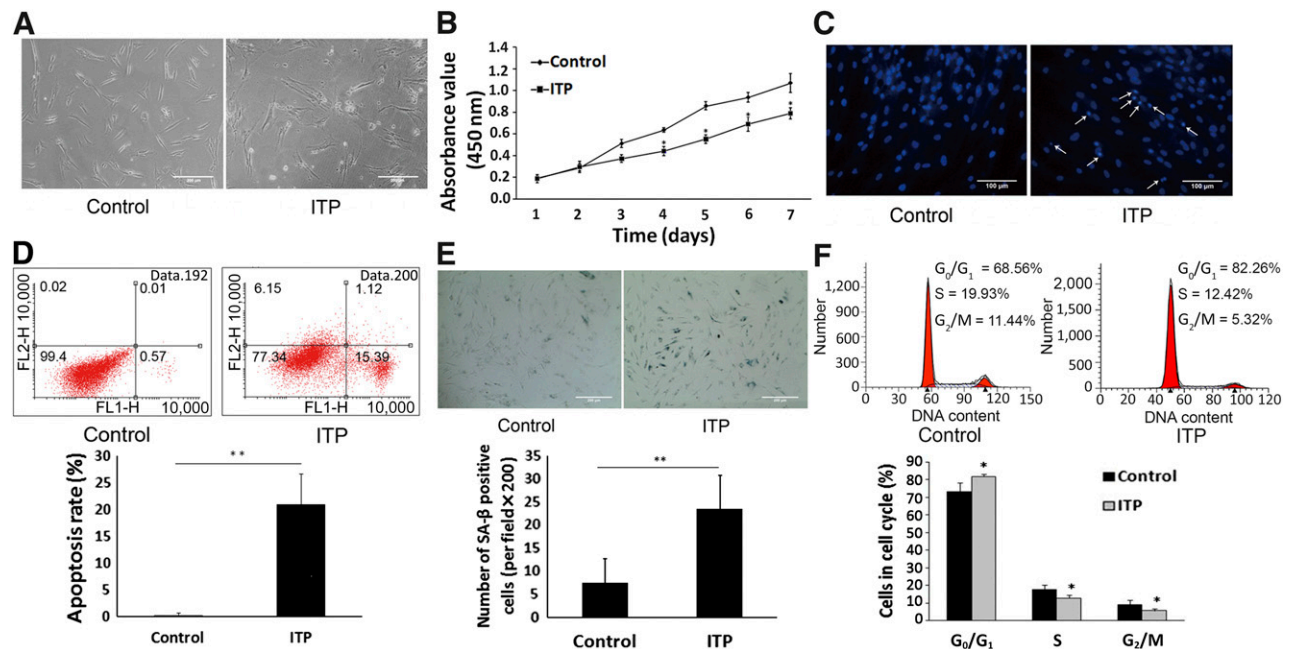 A
Control
ITP
B
Absorbance value
(450 nm)
1.4
1.2
1.0
0.8
0.6
0.4
0.2
0.0
Control
ITP
*
*
*
*
1 2 3 4 5 6 7
Time (days)
C
100 μm
100 μm
Control
ITP
D
Data.192
0.02
0.01
99.4
0.57
FL2-H 10,000
FL1-H 10,000
Control
Data.200
6.15
1.12
77.34
15.39
FL2-H 10,000
FL1-H 10,000
ITP
Apoptosis rate (%)
30
25
20
15
10
5
0
**
Control
ITP
E
Control
ITP
Number of SA-β positive
cells (per field×200)
35
30
25
20
15
10
5
0
**
Control
ITP
F
G0/G1 = 68.56%
S = 19.93%
G2/M = 11.44%
Number
1,200
900
600
300
0
0 30 60 90 120 150
DNA content
Control
G0/G1 = 82.26%
S = 12.42%
G2/M = 5.32%
Number
2,000
1,500
1,000
500
0
0 20 40 60 80 100 120
DNA content
ITP
Cells in cell cycle (%)
90
80
70
60
50
40
30
20
10
0
*
*
*
Control
ITP
G0/G1
S
G2/M